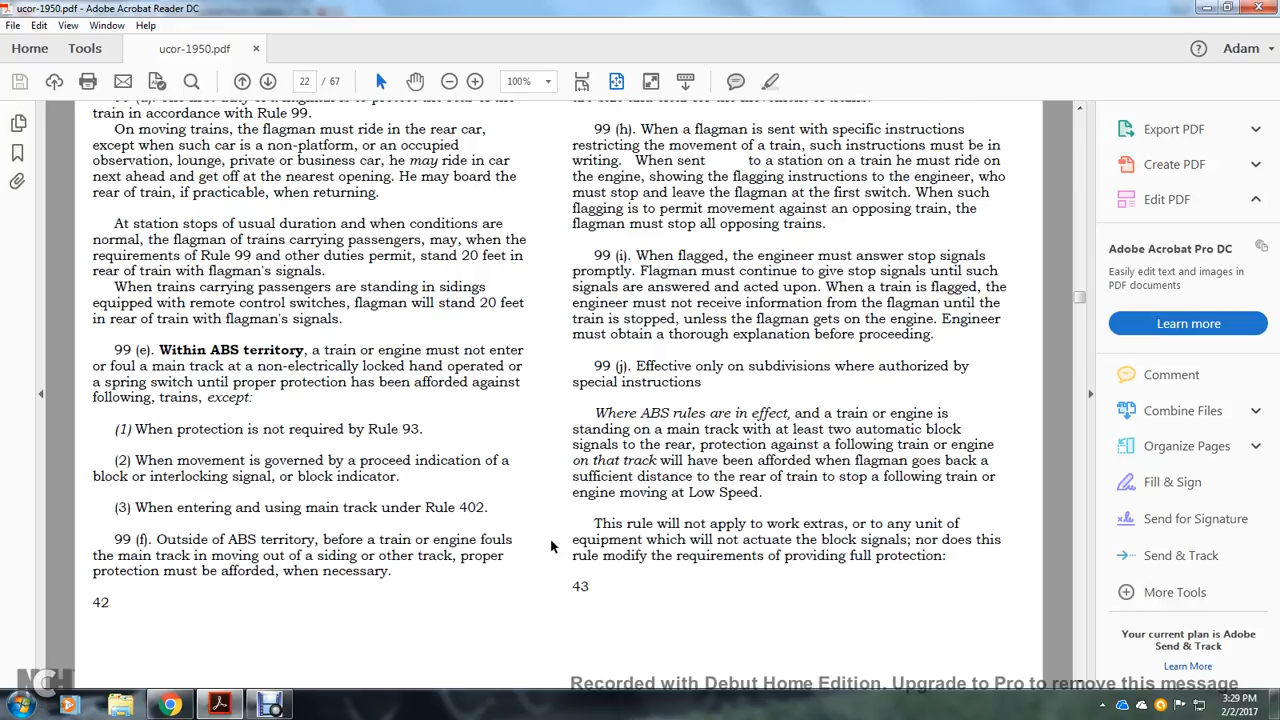 ucor-1950.pdf - Adobe Acrobat Reader DC
File Edit View Window Help
Home Tools ucor-1950.pdf × Adam
22 / 67 100%
train in accordance with Rule 99.
On moving trains, the flagman must ride in the rear car,
except when such car is a non-platform, or an occupied
observation, lounge, private or business car, he may ride in car
next ahead and get off at the nearest opening. He may board the
rear of train, if practicable, when returning.
At station stops of usual duration and when conditions are
normal, the flagman of trains carrying passengers, may, when the
requirements of Rule 99 and other duties permit, stand 20 feet in
rear of train with flagman's signals.
When trains carrying passengers are standing in sidings
equipped with remote control switches, flagman will stand 20 feet
in rear of train with flagman's signals.
99 (e). Within ABS territory, a train or engine must not enter
or foul a main track at a non-electrically locked hand operated or
a spring switch until proper protection has been afforded against
following, trains, except:
(1) When protection is not required by Rule 93.
(2) When movement is governed by a proceed indication of a
block or interlocking signal, or block indicator.
(3) When entering and using main track under Rule 402.
99 (f). Outside of ABS territory, before a train or engine fouls
the main track in moving out of a siding or other track, proper
protection must be afforded, when necessary.
42
99 (h). When a flagman is sent with specific instructions
restricting the movement of a train, such instructions must be in
writing. When sent to a station on a train he must ride on
the engine, showing the flagging instructions to the engineer, who
must stop and leave the flagman at the first switch. When such
flagging is to permit movement against an opposing train, the
flagman must stop all opposing trains.
99 (i). When flagged, the engineer must answer stop signals
promptly. Flagman must continue to give stop signals until such
signals are answered and acted upon. When a train is flagged, the
engineer must not receive information from the flagman until the
train is stopped, unless the flagman gets on the engine. Engineer
must obtain a thorough explanation before proceeding.
99 (j). Effective only on subdivisions where authorized by
special instructions
Where ABS rules are in effect, and a train or engine is
standing on a main track with at least two automatic block
signals to the rear, protection against a following train or engine
on that track will have been afforded when flagman goes back a
sufficient distance to the rear of train to stop a following train or
engine moving at Low Speed.
This rule will not apply to work extras, or to any unit of
equipment which will not actuate the block signals; nor does this
rule modify the requirements of providing full protection:
43
Export PDF
Create PDF
Edit PDF
Adobe Acrobat Pro DC
Easily edit text and images in
PDF documents
Learn more
Comment
Combine Files
Organize Pages
Fill & Sign
Send for Signature
Send & Track
More Tools
Your current plan is Adobe
Send & Track
Learn More
NCH
Recorded with Debut Home Edition. Upgrade to Pro to remove this message
3:29 PM
2/2/2017